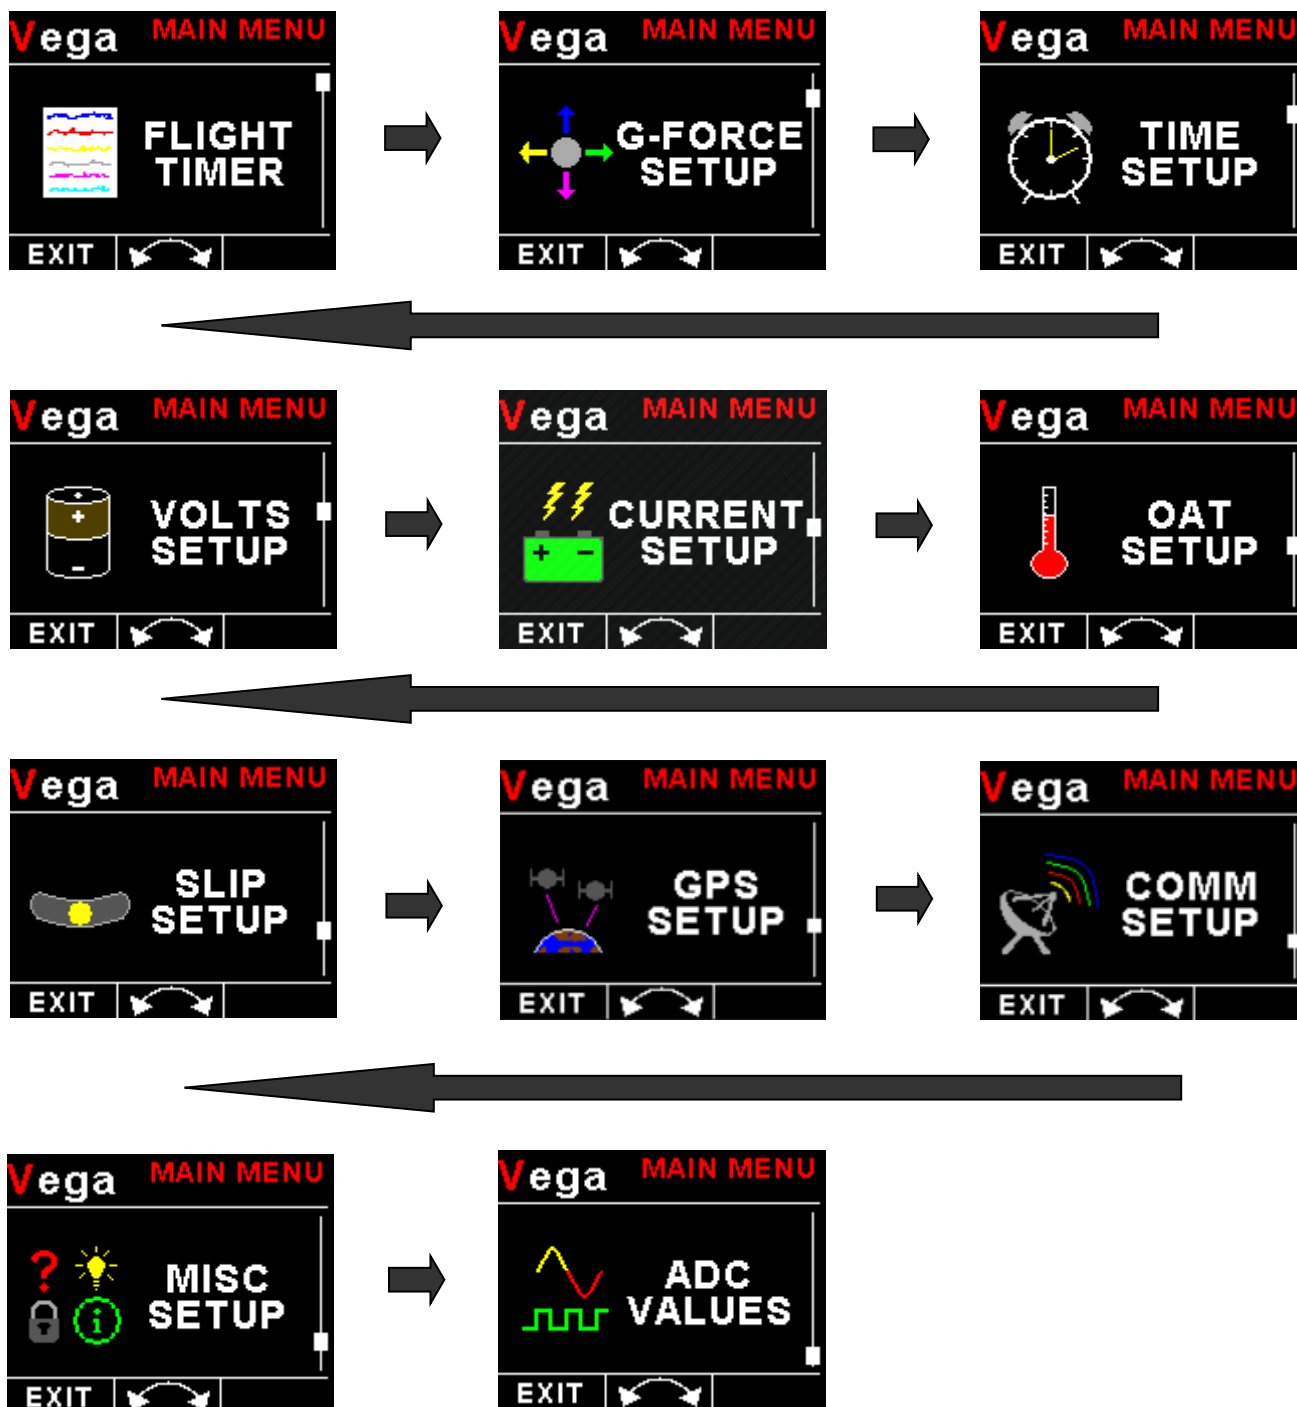 Vega MAIN MENU
FLIGHT
TIMER
EXIT
Vega MAIN MENU
G-FORCE
SETUP
EXIT
Vega MAIN MENU
TIME
SETUP
EXIT
Vega MAIN MENU
+
VOLTS
SETUP
-
EXIT
Vega MAIN MENU
CURRENT
SETUP
+ -
EXIT
Vega MAIN MENU
OAT
SETUP
EXIT
Vega MAIN MENU
SLIP
SETUP
EXIT
Vega MAIN MENU
GPS
SETUP
EXIT
Vega MAIN MENU
COMM
SETUP
EXIT
Vega MAIN MENU
?
i
MISC
SETUP
EXIT
Vega MAIN MENU
ADC
VALUES
EXIT